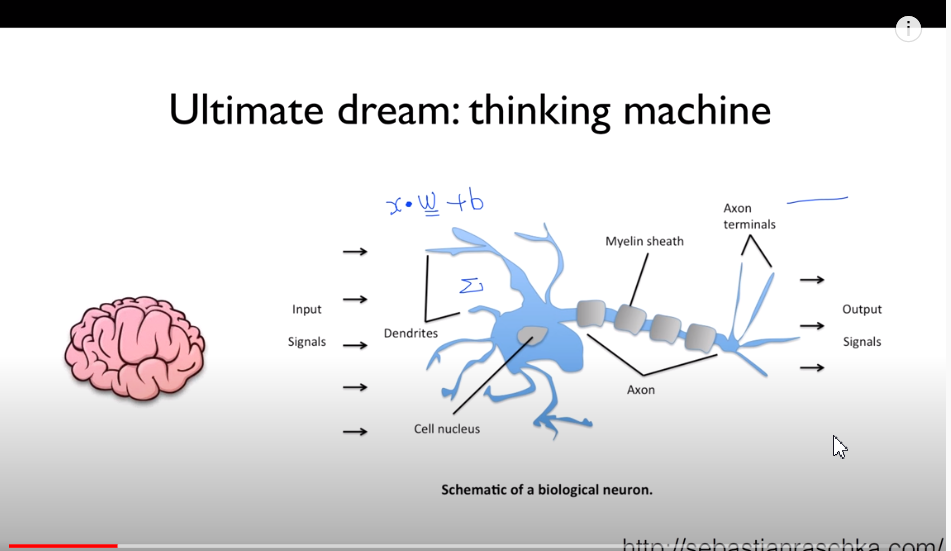 Ultimate dream: thinking machine
x • w + b
Axon
terminals
Myelin sheath
Σ
Input
Signals
Dendrites
Output
Signals
Axon
Cell nucleus
Schematic of a biological neuron.
http://sebastianraschka.com/